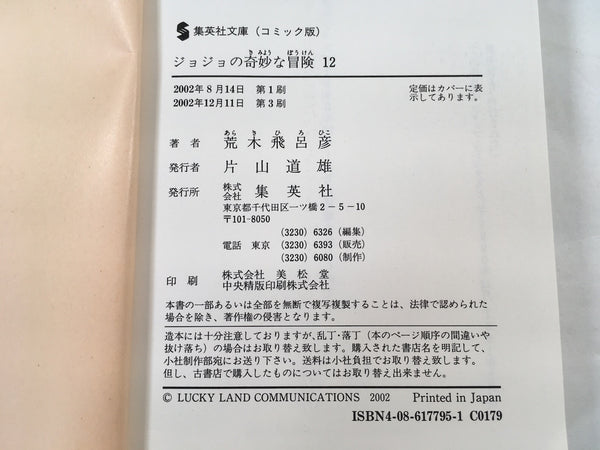 集英社文庫（コミック版）
ジョジョの奇妙な冒険 12
きみょう ぼうけん
2002年8月14日 第1刷
2002年12月11日 第3刷
定価はカバーに表
示してあります。
あらきひろひこ
著者 荒木飛呂彦
発行者 片山道雄
発行所 株式会社 集英社
東京都千代田区一ツ橋2－5－10
〒101-8050
(3230) 6326 (編集)
電話 東京 (3230) 6393 (販売)
(3230) 6080 (制作)
印刷 株式会社 美松堂
中央精版印刷株式会社
本書の一部あるいは全部を無断で複写複製することは、法律で認められた
場合を除き、著作権の侵害となります。
造本には十分注意しておりますが、乱丁・落丁（本のページ順序の間違いや
抜け落ち）の場合はお取り替え致します。購入された書店名を明記して、
小社制作部宛にお送り下さい。送料は小社負担でお取り替え致します。
但し、古書店で購入したものについてはお取り替え出来ません。
© LUCKY LAND COMMUNICATIONS 2002 Printed in Japan
ISBN4-08-617795-1 C0179